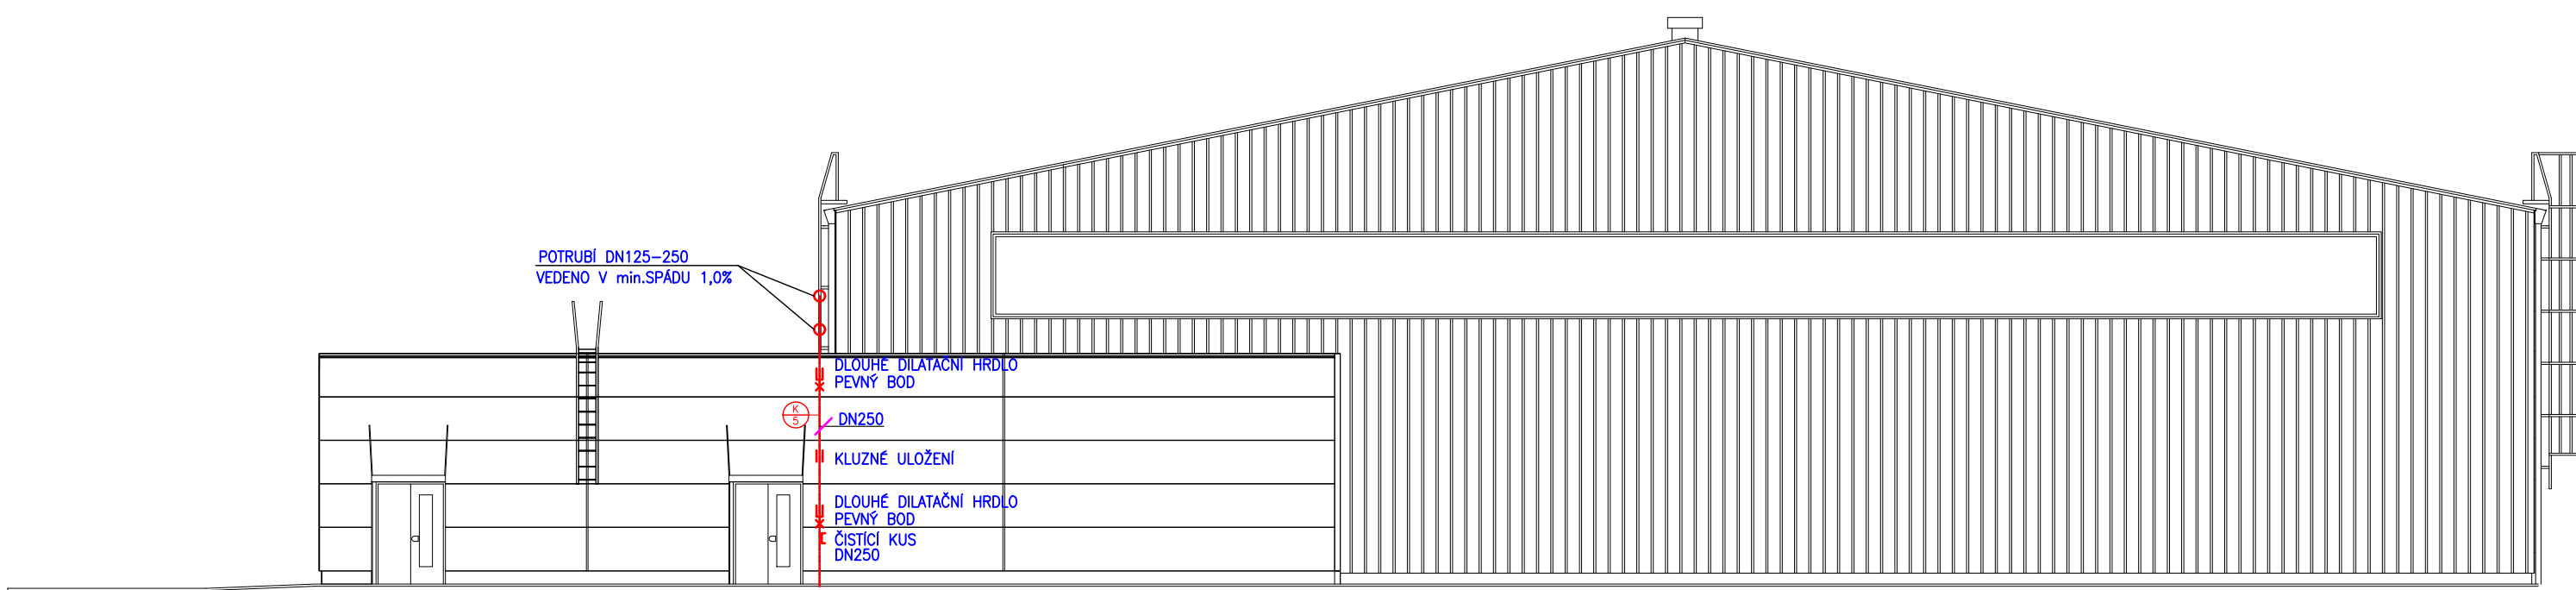 POTRUBÍ DN125-250
VEDENO V min.SPÁDU 1,0%
DLOUHÉ DILATAČNÍ HRDLO
PEVNÝ BOD
K
5
DN250
KLUZNÉ ULOŽENÍ
DLOUHÉ DILATAČNÍ HRDLO
PEVNÝ BOD
ČISTÍCÍ KUS
DN250